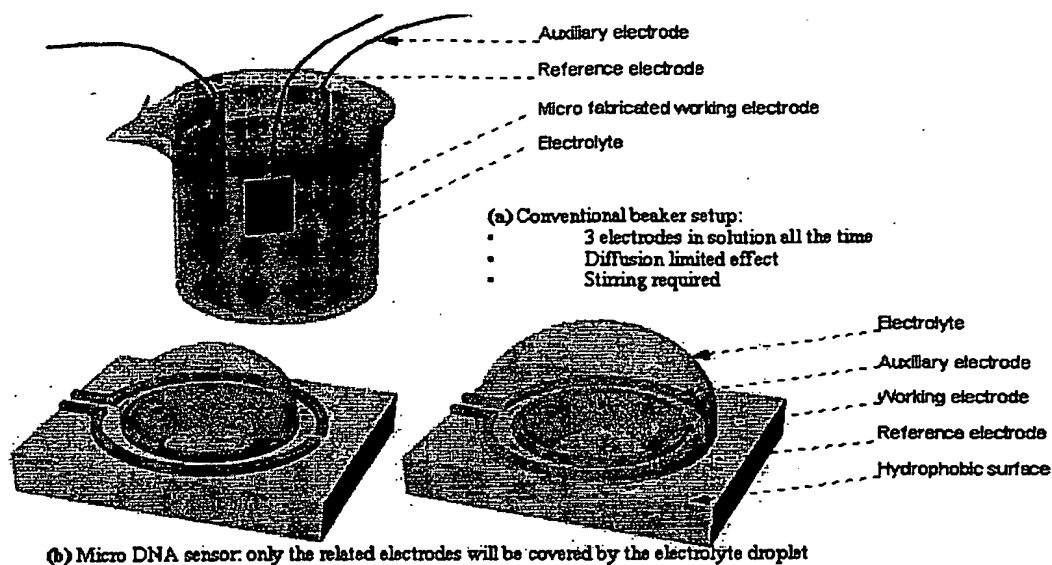 Auxiliary electrode
Reference electrode
Micro fabricated working electrode
Electrolyte
(a) Conventional beaker setup:
▪ 3 electrodes in solution all the time
▪ Diffusion limited effect
▪ Stirring required
Electrolyte
Auxiliary electrode
Working electrode
Reference electrode
Hydrophobic surface
(b) Micro DNA sensor: only the related electrodes will be covered by the electrolyte droplet